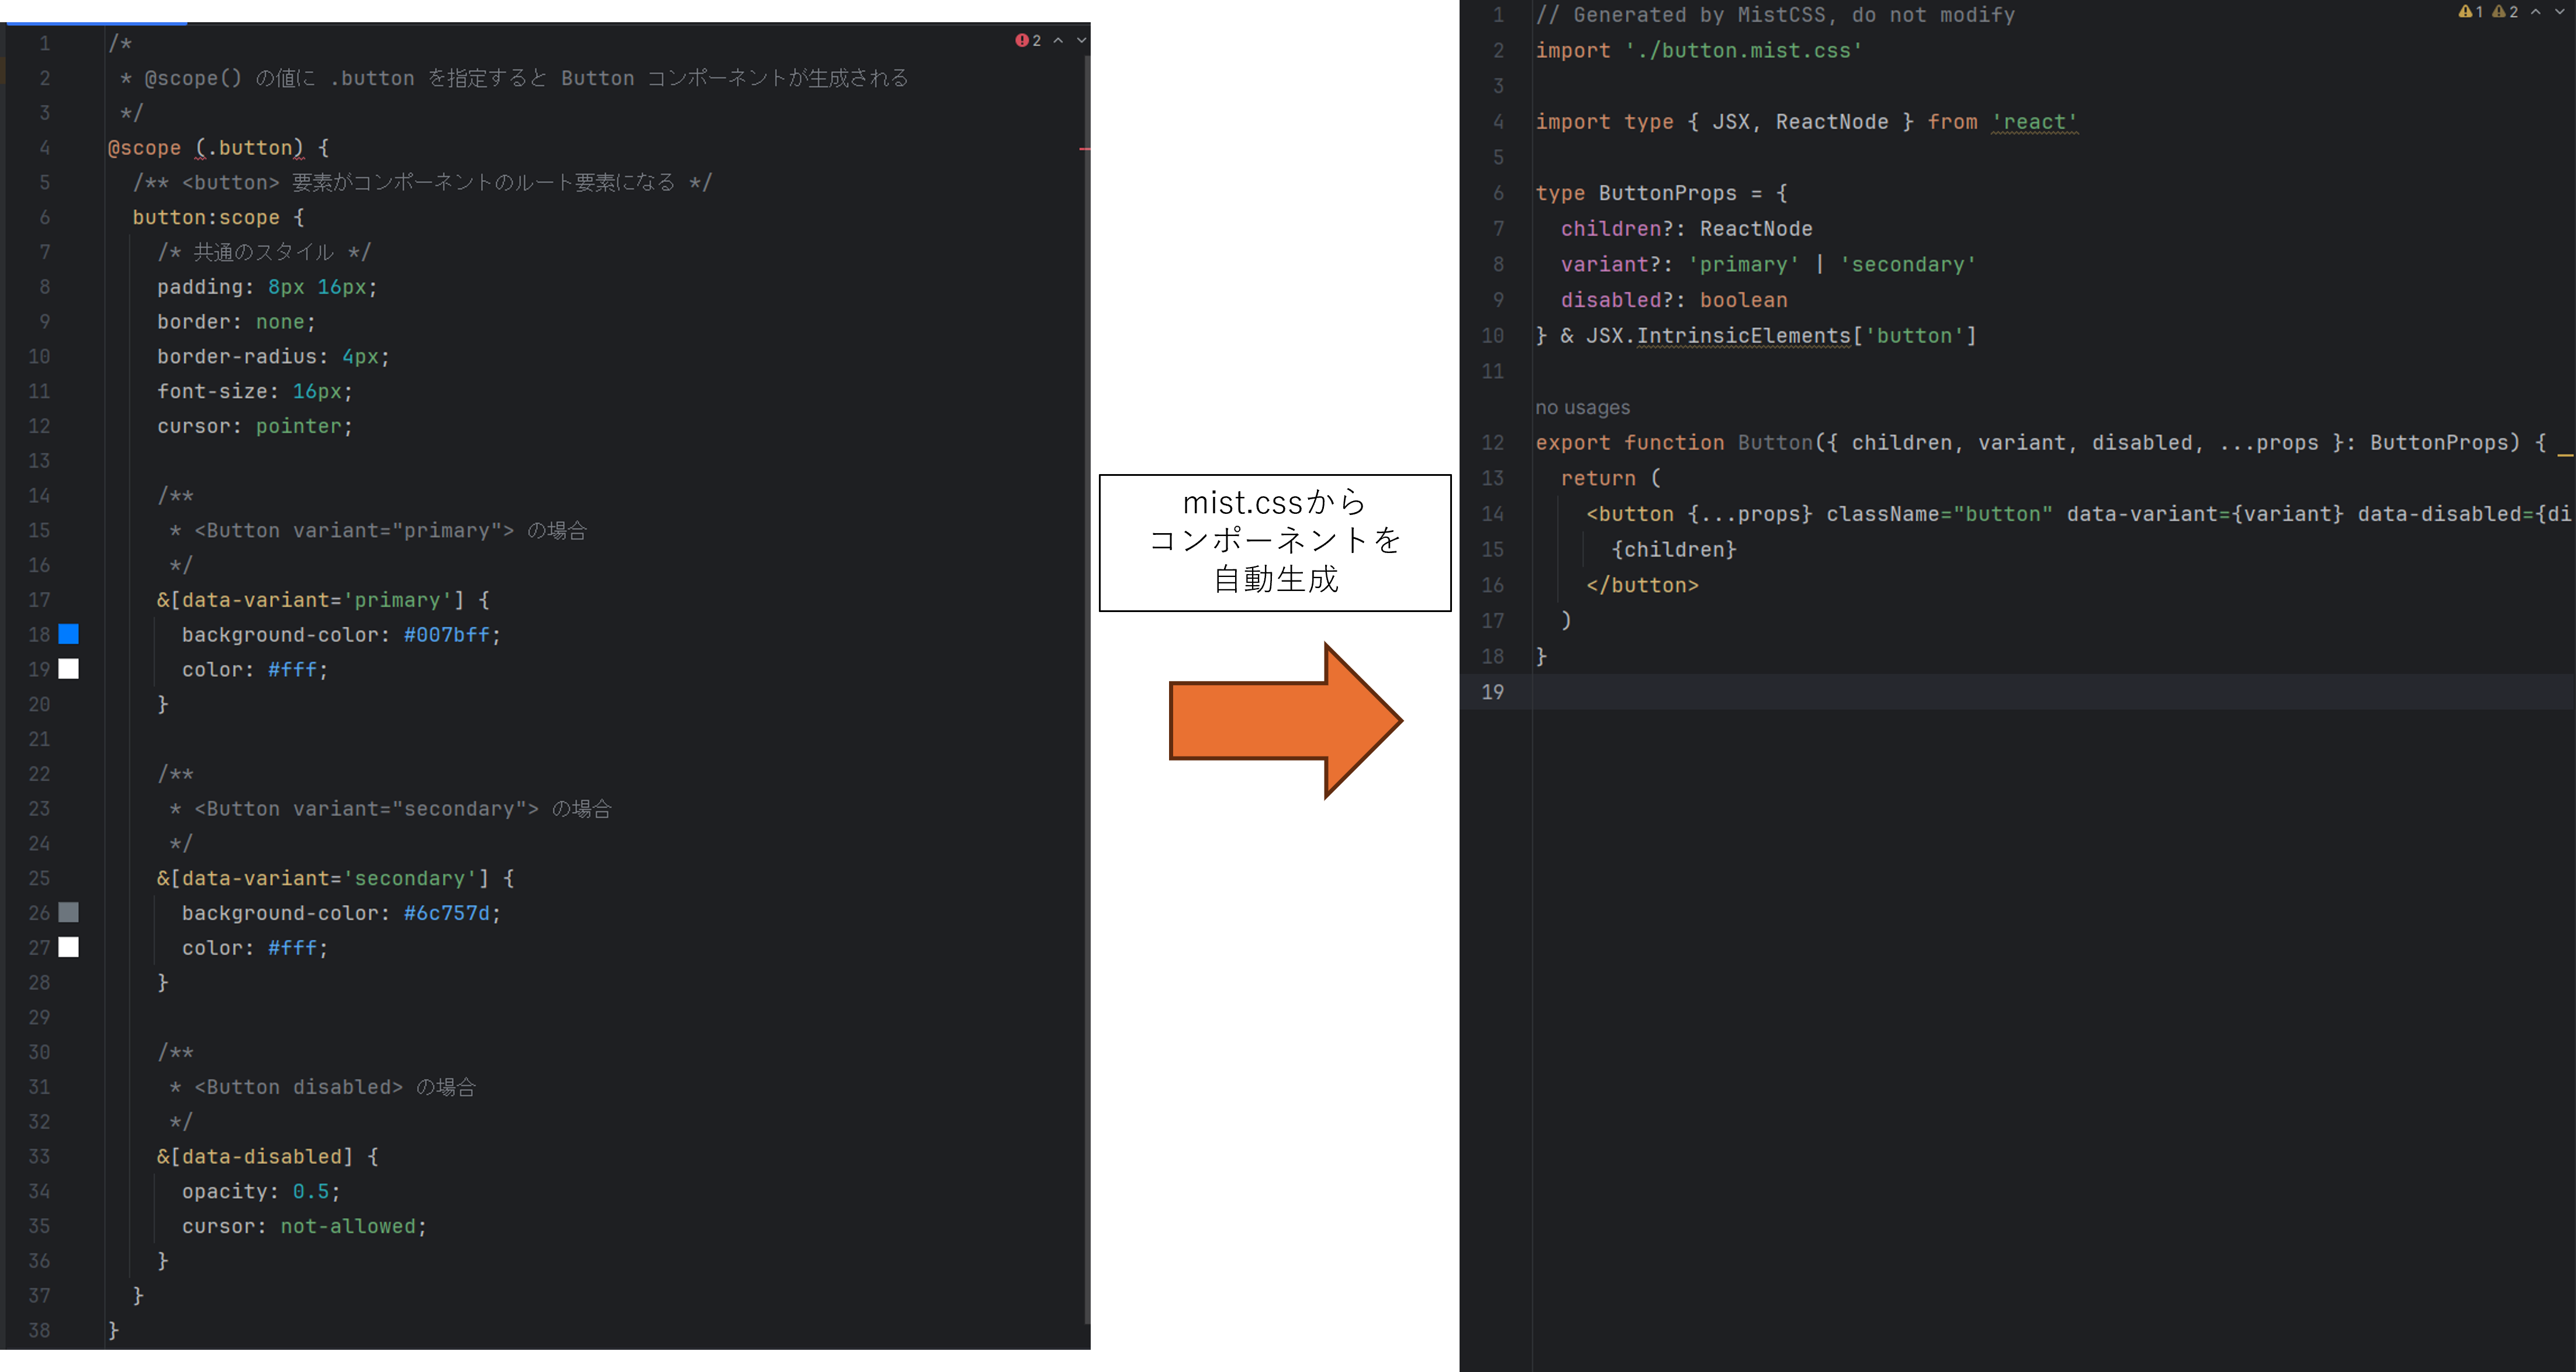 2
1 /*
2 * @scope() の値に .button を指定すると Button コンポーネントが生成される
3 */
4 @scope (.button) {
5 /** <button> 要素がコンポーネントのルート要素になる */
6 button:scope {
7 /* 共通のスタイル */
8 padding: 8px 16px;
9 border: none;
10 border-radius: 4px;
11 font-size: 16px;
12 cursor: pointer;
13
14 /**
15 * <Button variant="primary"> の場合
16 */
17 &[data-variant='primary'] {
18 background-color: #007bff;
19 color: #fff;
20 }
21
22 /**
23 * <Button variant="secondary"> の場合
24 */
25 &[data-variant='secondary'] {
26 background-color: #6c757d;
27 color: #fff;
28 }
29
30 /**
31 * <Button disabled> の場合
32 */
33 &[data-disabled] {
34 opacity: 0.5;
35 cursor: not-allowed;
36 }
37 }
38 }
mist.cssから
コンポーネントを
自動生成
1 2
1 // Generated by MistCSS, do not modify
2 import './button.mist.css'
3
4 import type { JSX, ReactNode } from 'react'
5
6 type ButtonProps = {
7 children?: ReactNode
8 variant?: 'primary' | 'secondary'
9 disabled?: boolean
10 } & JSX.IntrinsicElements['button']
11
no usages
12 export function Button({ children, variant, disabled, ...props }: ButtonProps) {
13 return (
14 <button {...props} className="button" data-variant={variant} data-disabled={di
15 {children}
16 </button>
17 )
18 }
19